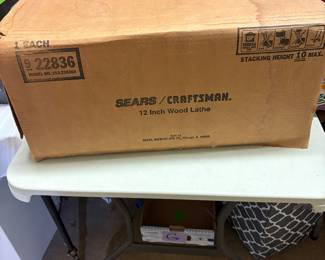 1 EACH
9 22836
STACKING HEIGHT 10 MAX.
SEARS / CRAFTSMAN.
12 Inch Wood Lathe